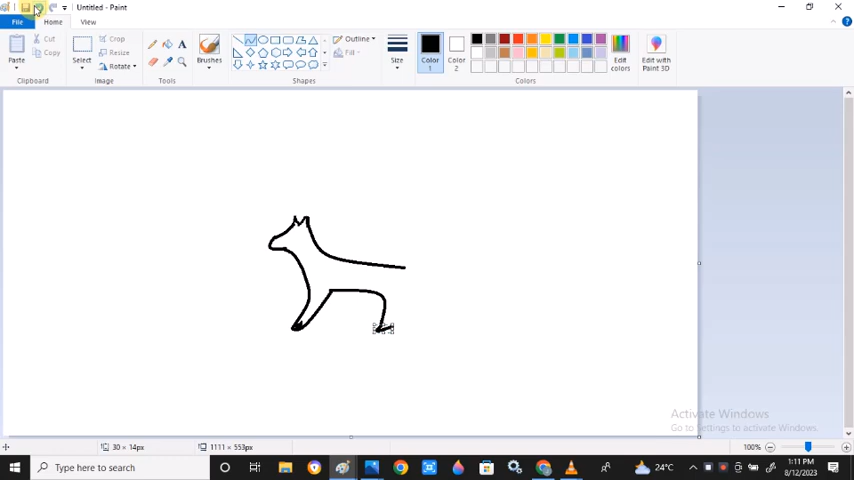 Untitled - Paint
File Home View
Paste
Cut
Copy
Clipboard
Select
Crop
Resize
Rotate
Image
A
Tools
Brushes
Outline
Fill
Shapes
Size
Color
1
Color
2
Edit
colors
Edit with
Paint 3D
Colors
Activate Windows
Go to Settings to activate Windows.
30 × 14px
1111 × 553px
100%
Type here to search
24°C
1:11 PM
8/12/2023